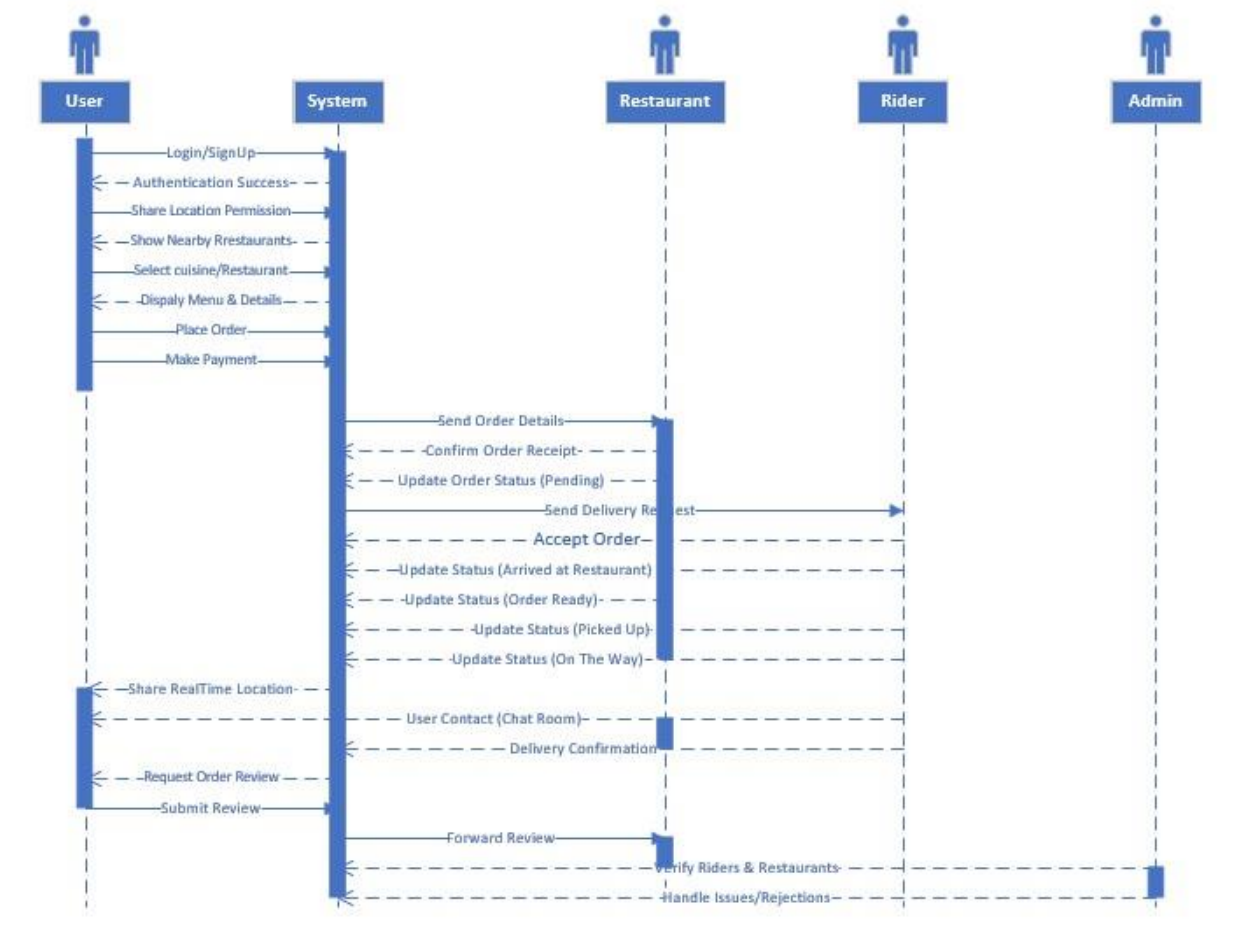 User
System
Restaurant
Rider
Admin
Login/SignUp
Authentication Success
Share Location Permission
Show Nearby Rrestaurants
Select cuisine/Restaurant
Dispaly Menu & Details
Place Order
Make Payment
Send Order Details
Confirm Order Receipt
Update Order Status (Pending)
Send Delivery Re est
Accept Order
Update Status (Arrived at Restaurant)
Update Status (Order Ready)
Update Status (Picked Up)
Update Status (On The Way)
Share RealTime Location
User Contact (Chat Room)
Delivery Confirmation
Request Order Review
Submit Review
Forward Review
Verify Riders & Restaurants
Handle Issues/Rejections